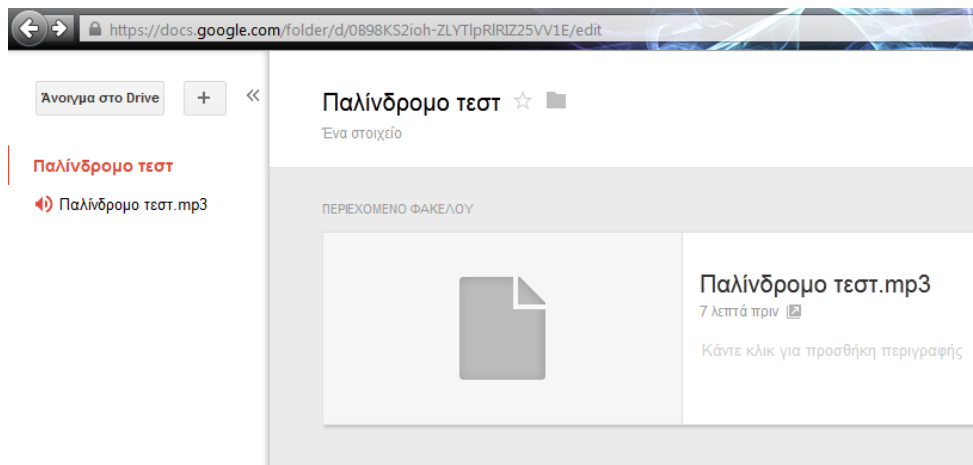 https://docs.google.com/folder/d/0B98KS2ioh-ZLYTlpRlRIZ25VV1E/edit
Άνοιγμα στο Drive + «
Παλίνδρομο τεστ
Παλίνδρομο τεστ.mp3
Παλίνδρομο τεστ
Ένα στοιχείο
ΠΕΡΙΕΧΟΜΕΝΟ ΦΑΚΕΛΟΥ
Παλίνδρομο τεστ.mp3
7 λεπτά πριν
Κάντε κλικ για προσθήκη περιγραφής